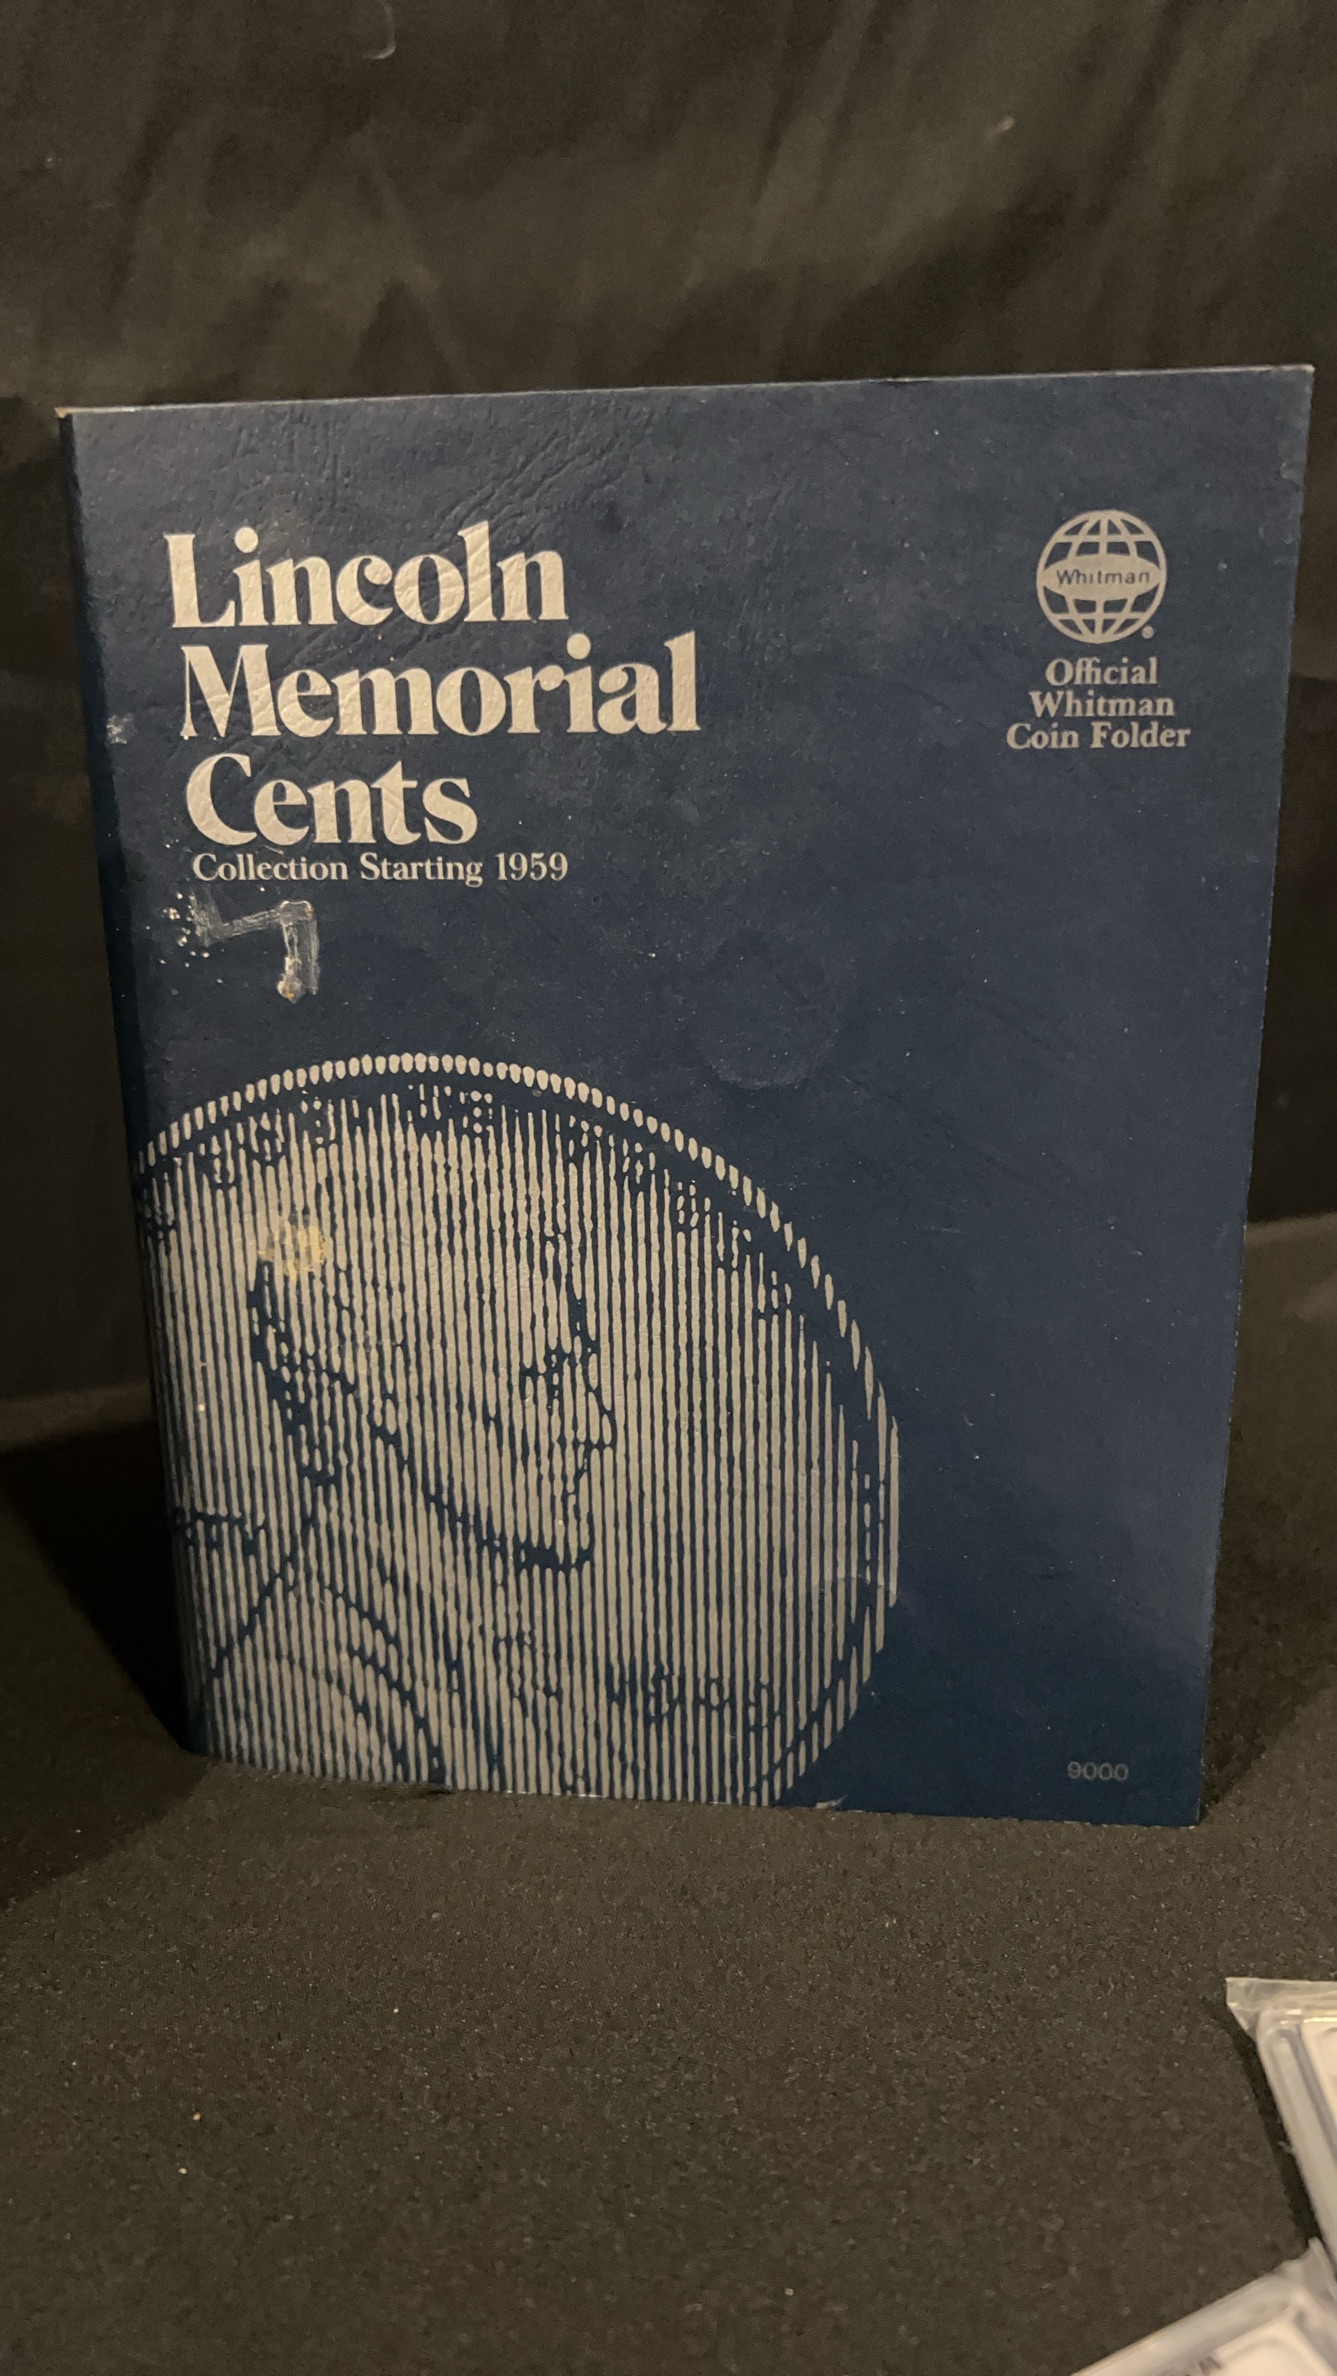 Lincoln
Memorial
Cents
Collection Starting 1959
Whitman
Official
Whitman
Coin Folder
9000